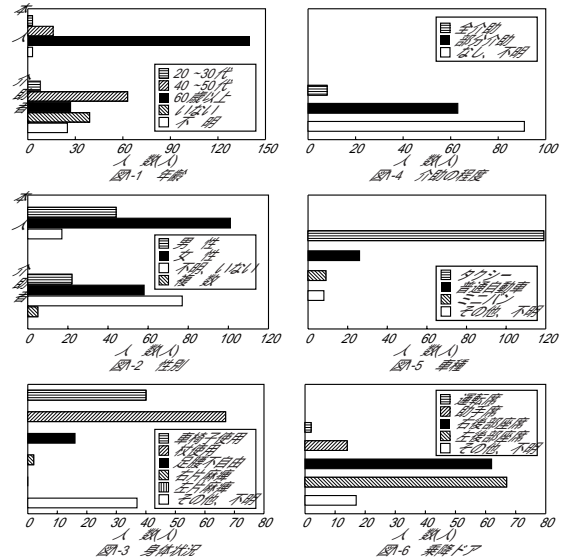 本人
介助者
20~30代
40~50代
60歳以上
いない
不 明
0 30 60 90 120 150
人 数(人)
図1-1 年齢
全介助
部分介助
なし、不明
0 20 40 60 80 100
人 数(人)
図1-4 介助の程度
本人
介助者
男 性
女 性
不明、いない
複 数
0 20 40 60 80 100 120
人 数(人)
図1-2 性別
タクシー
普通自動車
ミニバン
その他、不明
0 20 40 60 80 100 120
人 数(人)
図1-5 車種
車椅子使用
杖使用
足腰不自由
右片麻痺
左片麻痺
その他、不明
0 10 20 30 40 50 60 70 80
人 数(人)
図1-3 身体状況
運転席
助手席
右後部座席
左後部座席
その他、不明
0 10 20 30 40 50 60 70 80
人 数(人)
図1-6 乗降ドア